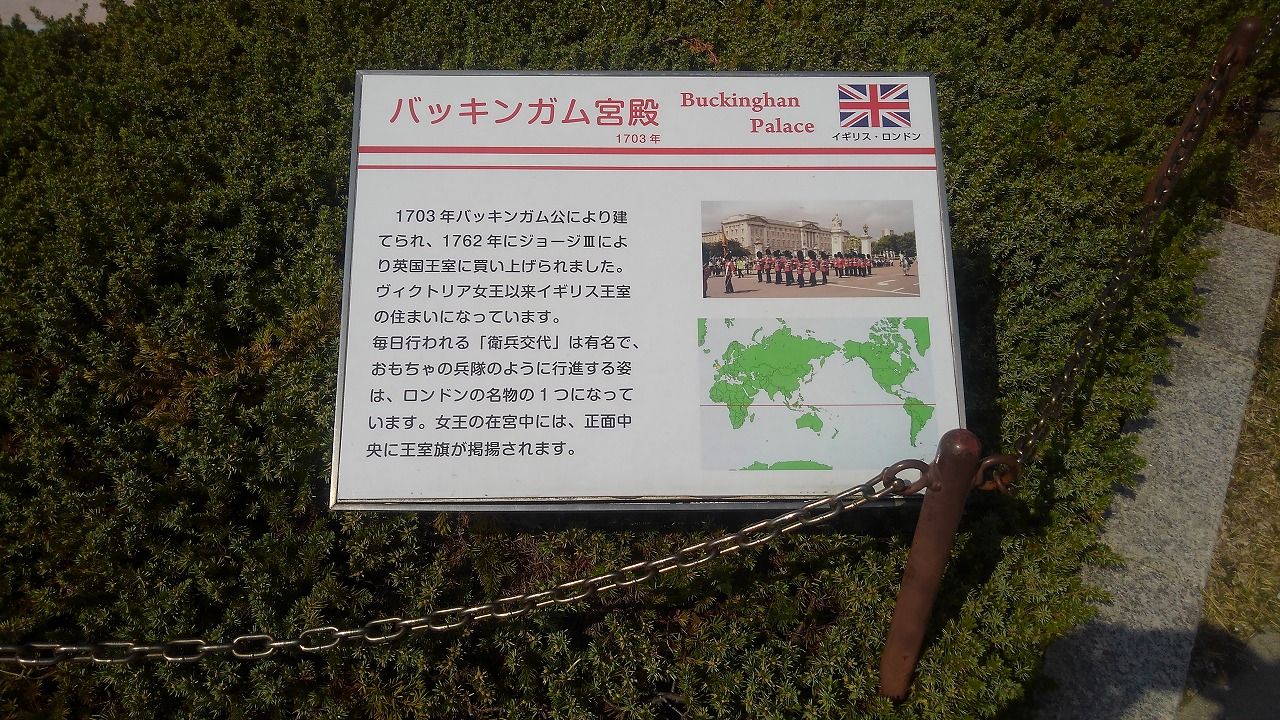 バッキンガム宮殿
1703年
Buckinghan
Palace
イギリス・ロンドン
1703年バッキンガム公により建
てられ、1762年にジョージⅢによ
り英国王室に買い上げられました。
ヴィクトリア女王以来イギリス王室
の住まいになっています。
毎日行われる「衛兵交代」は有名で、
おもちゃの兵隊のように行進する姿
は、ロンドンの名物の1つになって
います。女王の在宮中には、正面中
央に王室旗が掲揚されます。